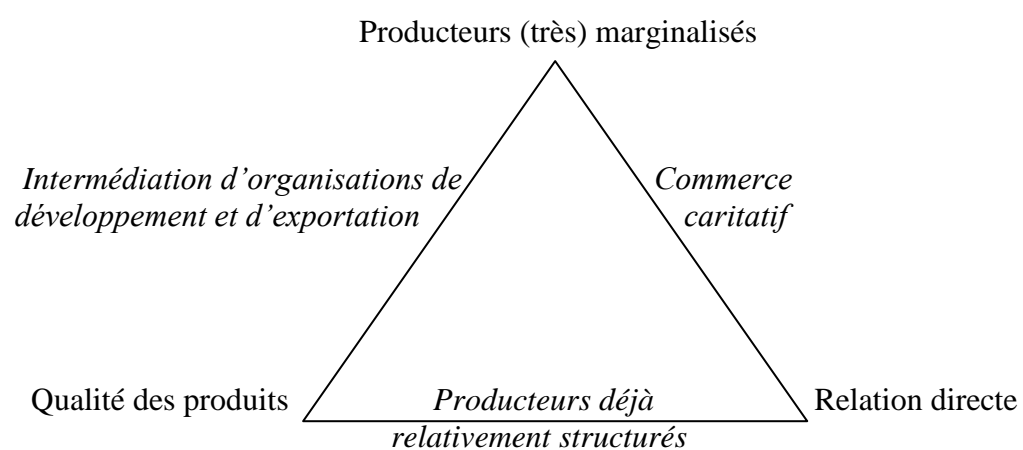 Producteurs (très) marginalisés
Intermédiation d'organisations de
développement et d'exportation
Commerce
caritatif
Qualité des produits
Producteurs déjà
relativement structurés
Relation directe